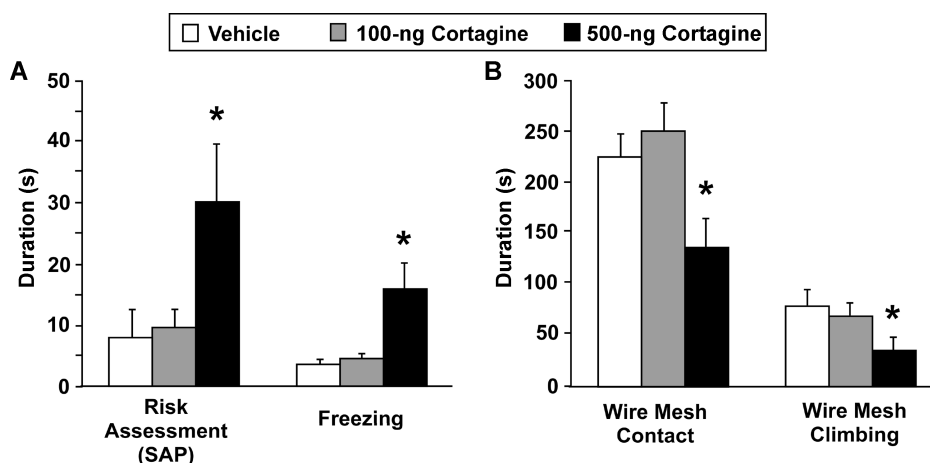 Vehicle 100-ng Cortagine 500-ng Cortagine
A
50
40
30
20
10
0
Duration (s)
*
*
Risk
Assessment
(SAP)
Freezing
B
300
250
200
150
100
50
0
Duration (s)
*
*
Wire Mesh
Contact
Wire Mesh
Climbing